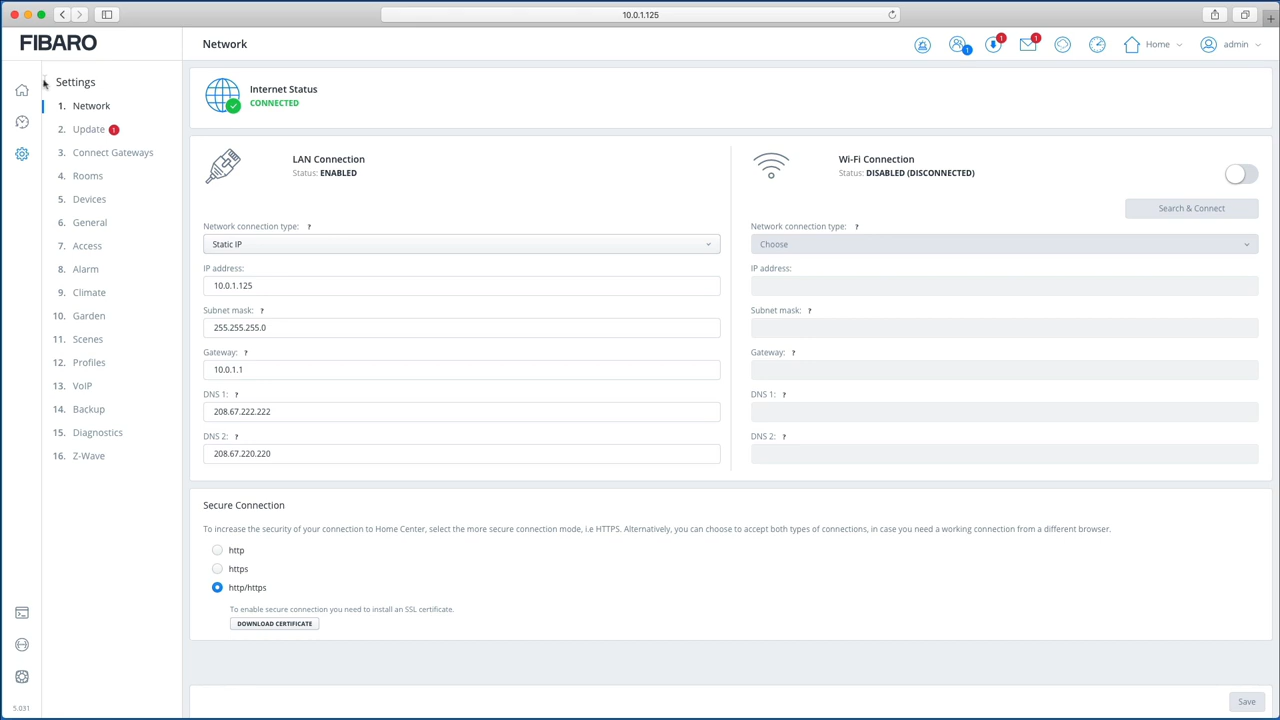 10.0.1.125
FIBARO
Network
1
1
1
Home
admin
Settings
1. Network
2. Update 1
3. Connect Gateways
4. Rooms
5. Devices
6. General
7. Access
8. Alarm
9. Climate
10. Garden
11. Scenes
12. Profiles
13. VoIP
14. Backup
15. Diagnostics
16. Z-Wave
5.031
Internet Status
CONNECTED
LAN Connection
Status: ENABLED
Network connection type: ?
Static IP
IP address:
10.0.1.125
Subnet mask: ?
255.255.255.0
Gateway: ?
10.0.1.1
DNS 1: ?
208.67.222.222
DNS 2: ?
208.67.220.220
Wi-Fi Connection
Status: DISABLED (DISCONNECTED)
Search & Connect
Network connection type: ?
Choose
IP address:
Subnet mask: ?
Gateway: ?
DNS 1: ?
DNS 2: ?
Secure Connection
To increase the security of your connection to Home Center, select the more secure connection mode, i.e HTTPS. Alternatively, you can choose to accept both types of connections, in case you need a working connection from a different browser.
http
https
http/https
To enable secure connection you need to install an SSL certificate.
DOWNLOAD CERTIFICATE
Save